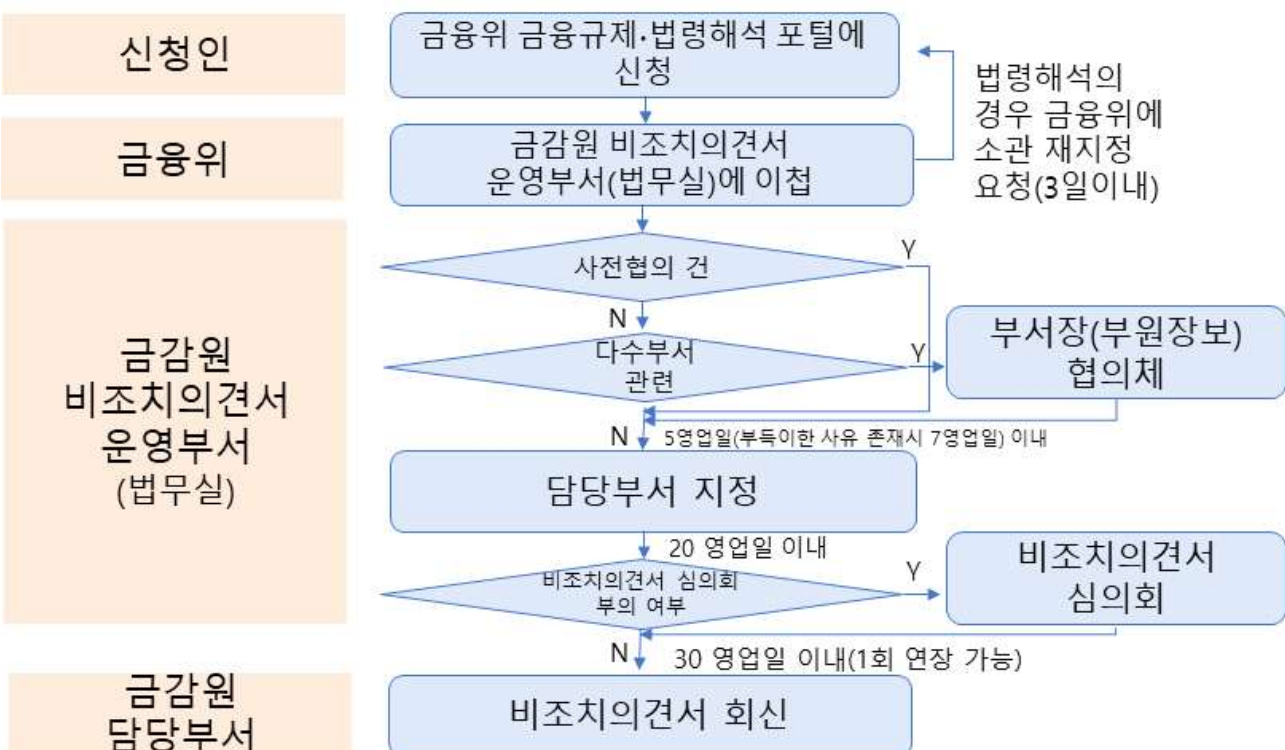 신청인
금융위 금융규제·법령해석 포털에
신청
법령해석의
경우 금융위에
소관 재지정
요청(3일이내)
금융위
금감원 비조치의견서
운영부서(법무실)에 이첩
사전협의 건
Y
N
금감원
비조치의견서
운영부서
(법무실)
다수부서
관련
Y
부서장(부원장보)
협의체
N
5영업일(부득이한 사유 존재시 7영업일) 이내
담당부서 지정
20 영업일 이내
비조치의견서 심의회
부의 여부
Y
비조치의견서
심의회
N
30 영업일 이내(1회 연장 가능)
금감원
담당부서
비조치의견서 회신